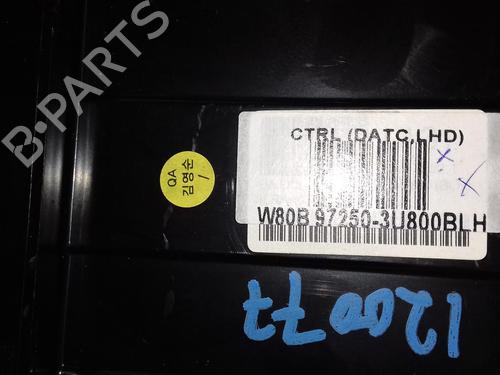 B-PARTS
CTRL (DATC,LHD)
W80B 97250-3U800BLH
QA
김영순
/
120077